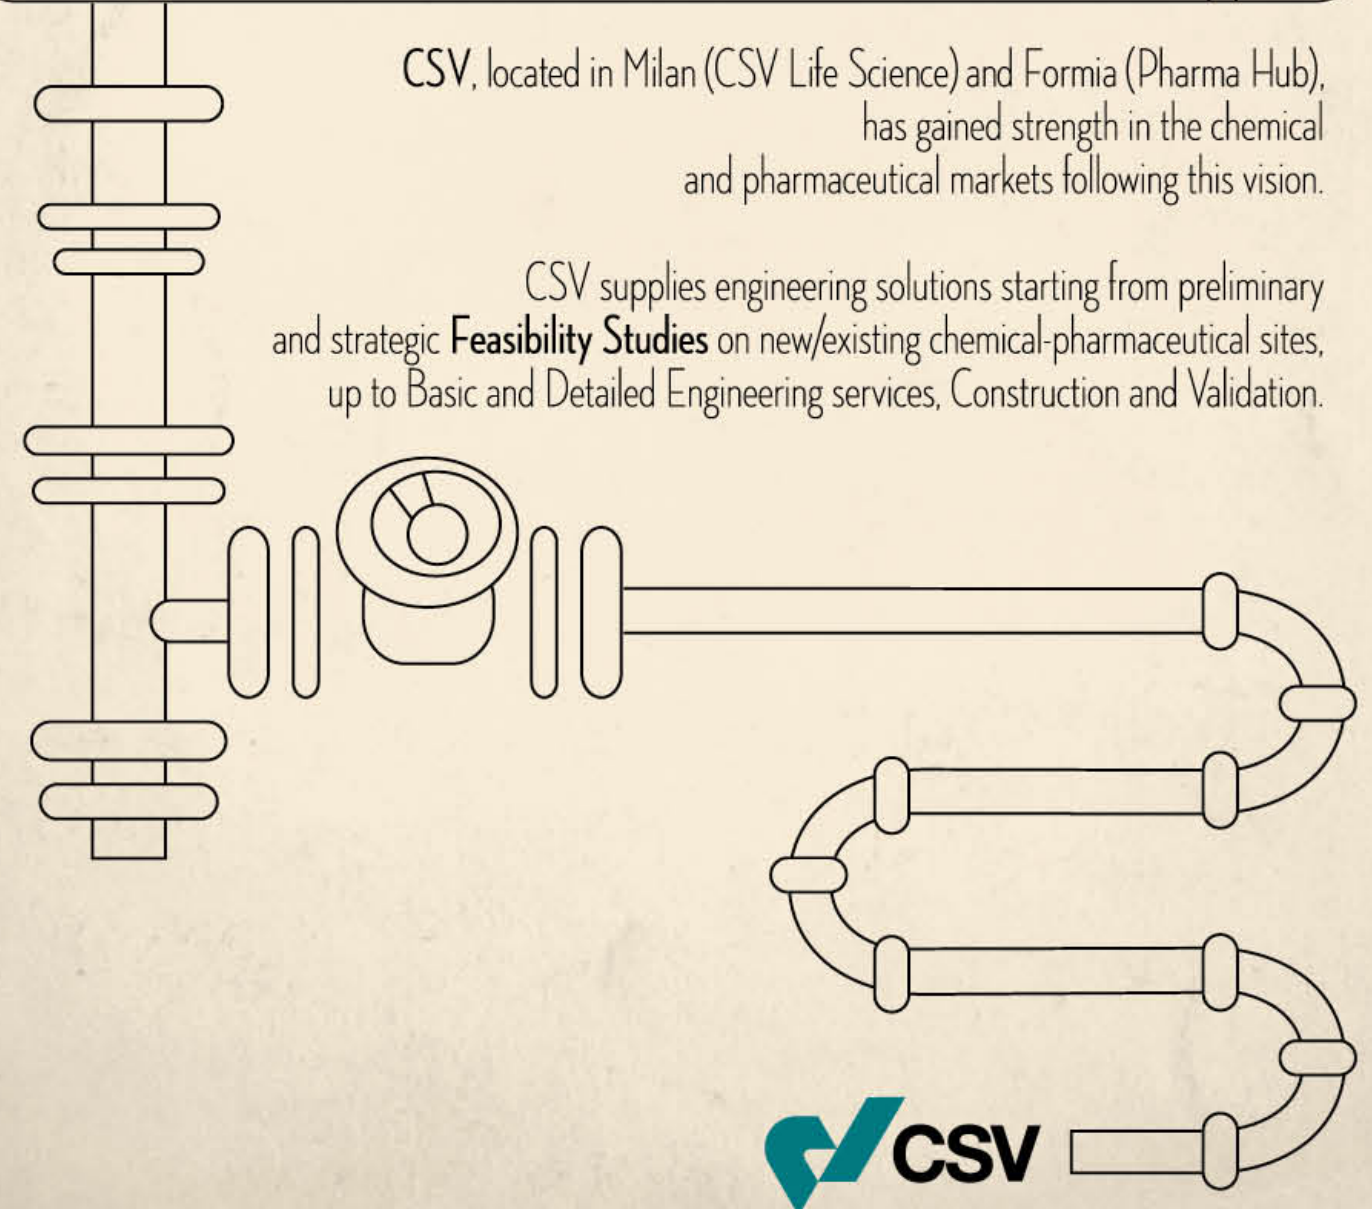 CSV, located in Milan (CSV Life Science) and Formia (Pharma Hub),
has gained strength in the chemical
and pharmaceutical markets following this vision.
CSV supplies engineering solutions starting from preliminary
and strategic Feasibility Studies on new/existing chemical-pharmaceutical sites,
up to Basic and Detailed Engineering services, Construction and Validation.
CSV